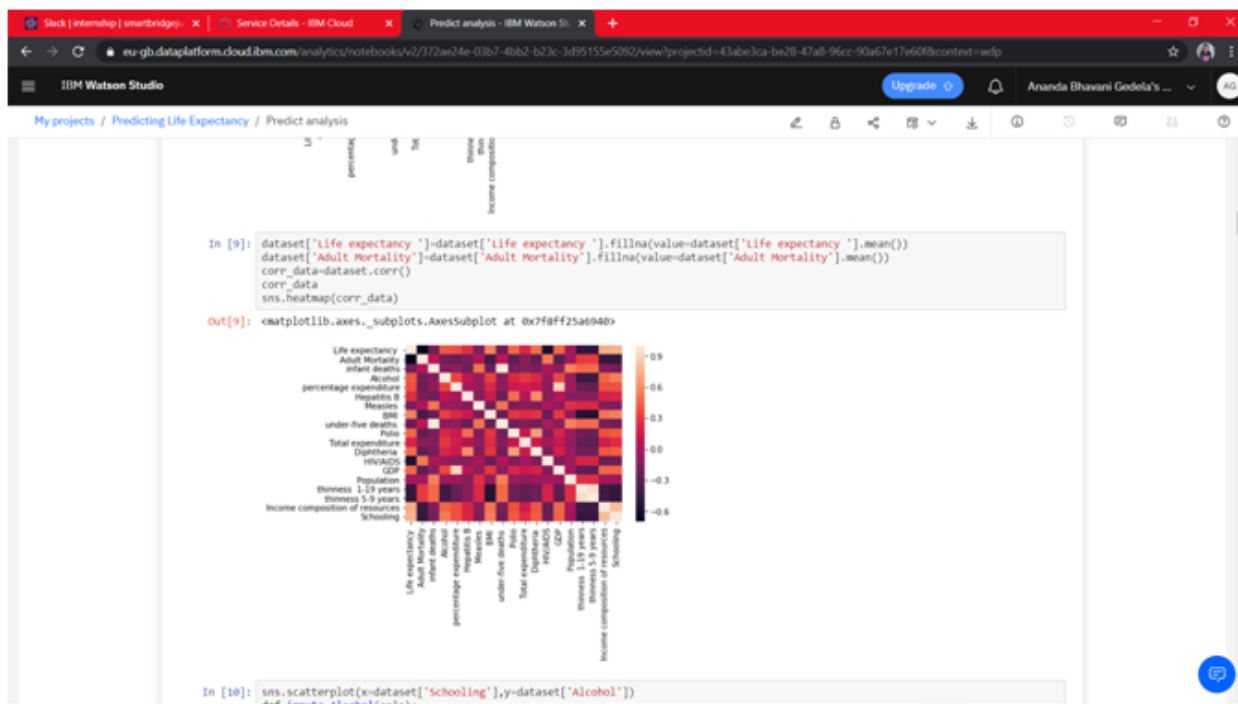 Slack | internship | smartbridgej
Service Details - IBM Cloud
Predict analysis - IBM Watson St
eu-gb.dataplatform.cloud.ibm.com/analytics/notebooks/v2/372ae24e-03b7-4bb2-b23c-3d95155e5092/view?projectid=43abe3ca-be28-47a8-96cc-90a67e17e60f&context=wdp
IBM Watson Studio
Upgrade
Ananda Bhavani Gedela's ...
AG
My projects / Predicting Life Expectancy / Predict analysis
percentag
und
Tot
thinne
thin
Income compositio
In [9]: dataset['Life expectancy ']=dataset['Life expectancy '].fillna(value=dataset['Life expectancy '].mean())
dataset['Adult Mortality']=dataset['Adult Mortality'].fillna(value=dataset['Adult Mortality'].mean())
corr_data=dataset.corr()
corr_data
sns.heatmap(corr_data)
Out[9]: <matplotlib.axes._subplots.AxesSubplot at 0x7f8ff25a6940>
Life expectancy
Adult Mortality
infant deaths
Alcohol
percentage expenditure
Hepatitis B
Measles
BMI
under-five deaths
Polio
Total expenditure
Diphtheria
HIV/AIDS
GDP
Population
thinness 1-19 years
thinness 5-9 years
Income composition of resources
Schooling
0.9
0.6
0.3
0.0
-0.3
-0.6
Life expectancy
Adult Mortality
infant deaths
Alcohol
percentage expenditure
Hepatitis B
Measles
BMI
under-five deaths
Polio
Total expenditure
Diphtheria
HIV/AIDS
GDP
Population
thinness 1-19 years
thinness 5-9 years
Income composition of resources
Schooling
In [10]: sns.scatterplot(x=dataset['Schooling'],y=dataset['Alcohol'])